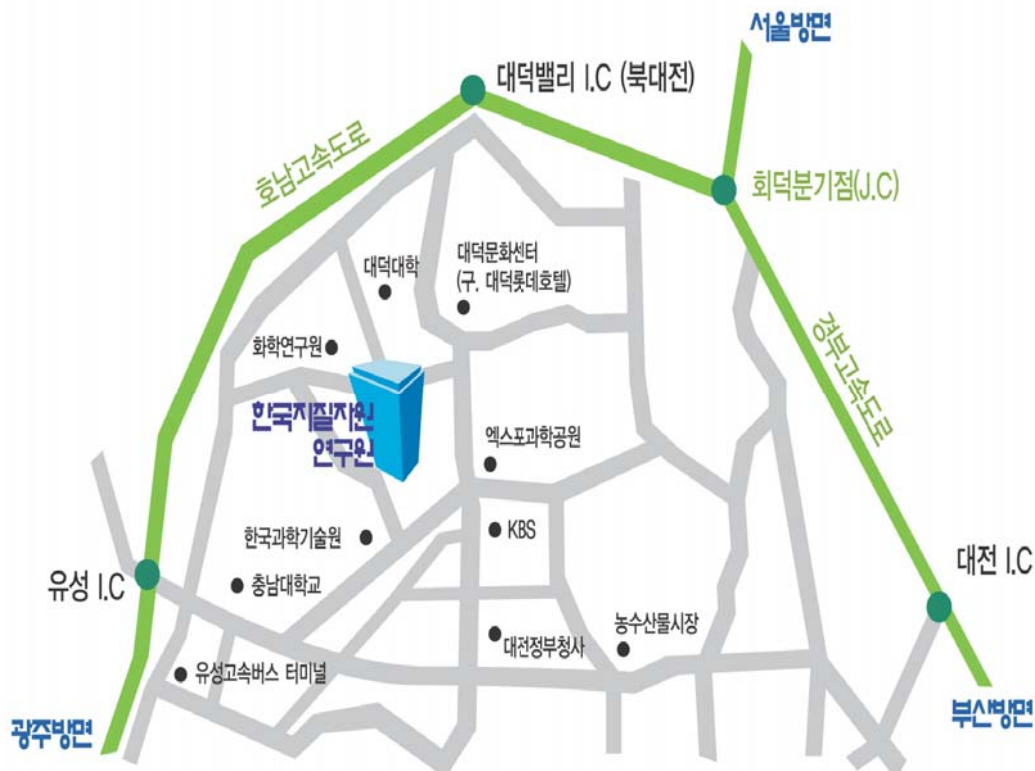 서울방면
대덕밸리 I.C (북대전)
호남고속도로
회덕분기점(J.C)
대덕대학
대덕문화센터
(구. 대덕롯데호텔)
화학연구원
경부고속도로
한국지질자원
연구원
엑스포과학공원
한국과학기술원
KBS
유성 I.C
충남대학교
대전 I.C
농수산물시장
대전정부청사
유성고속버스 터미널
광주방면
부산방면